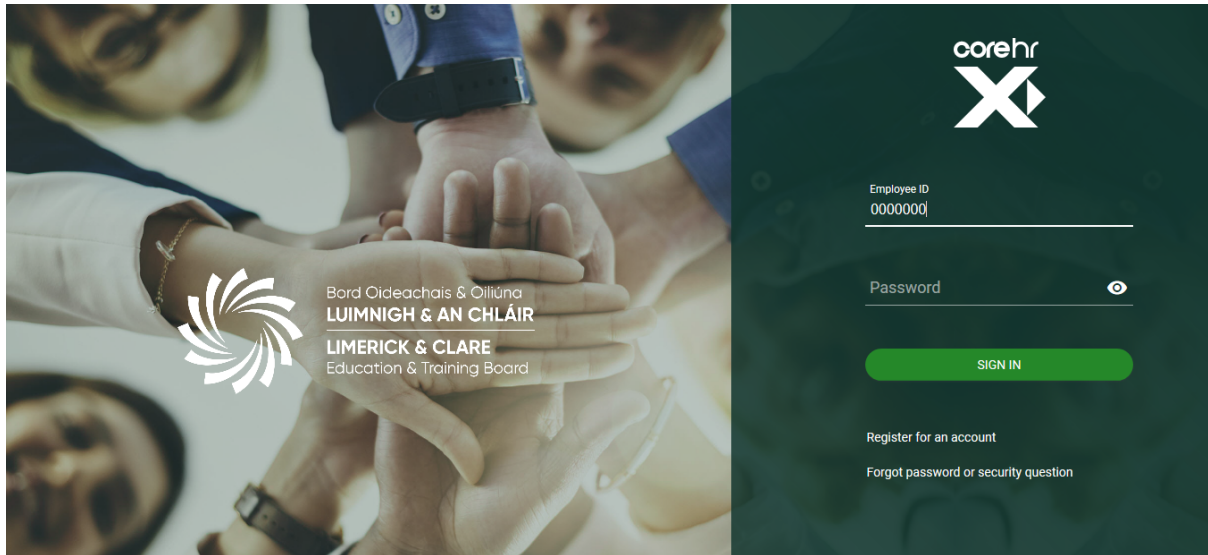 Bord Oideachais & Oiliúna
LUIMNIGH & AN CHLÁIR
LIMERICK & CLARE
Education & Training Board
corehr
X
Employee ID
0000000
Password
SIGN IN
Register for an account
Forgot password or security question